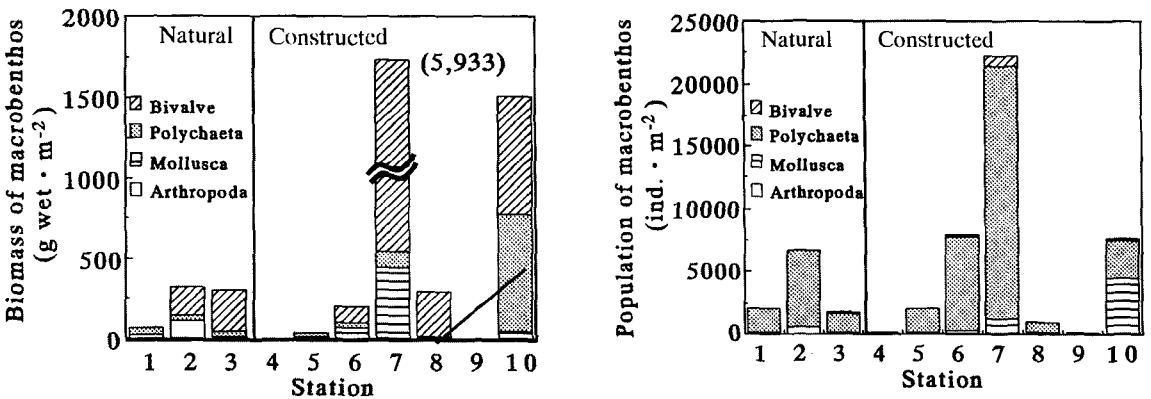 Biomass of macrobenthos
(g wet · m-2)
2000
1500
1000
500
0
Natural
Constructed
(5,933)
Bivalve
Polychaeta
Mollusca
Arthropoda
1 2 3 4 5 6 7 8 9 10
Station
Population of macrobenthos
(ind. · m-2)
25000
20000
15000
10000
5000
0
Natural
Constructed
Bivalve
Polychaeta
Mollusca
Arthropoda
1 2 3 4 5 6 7 8 9 10
Station